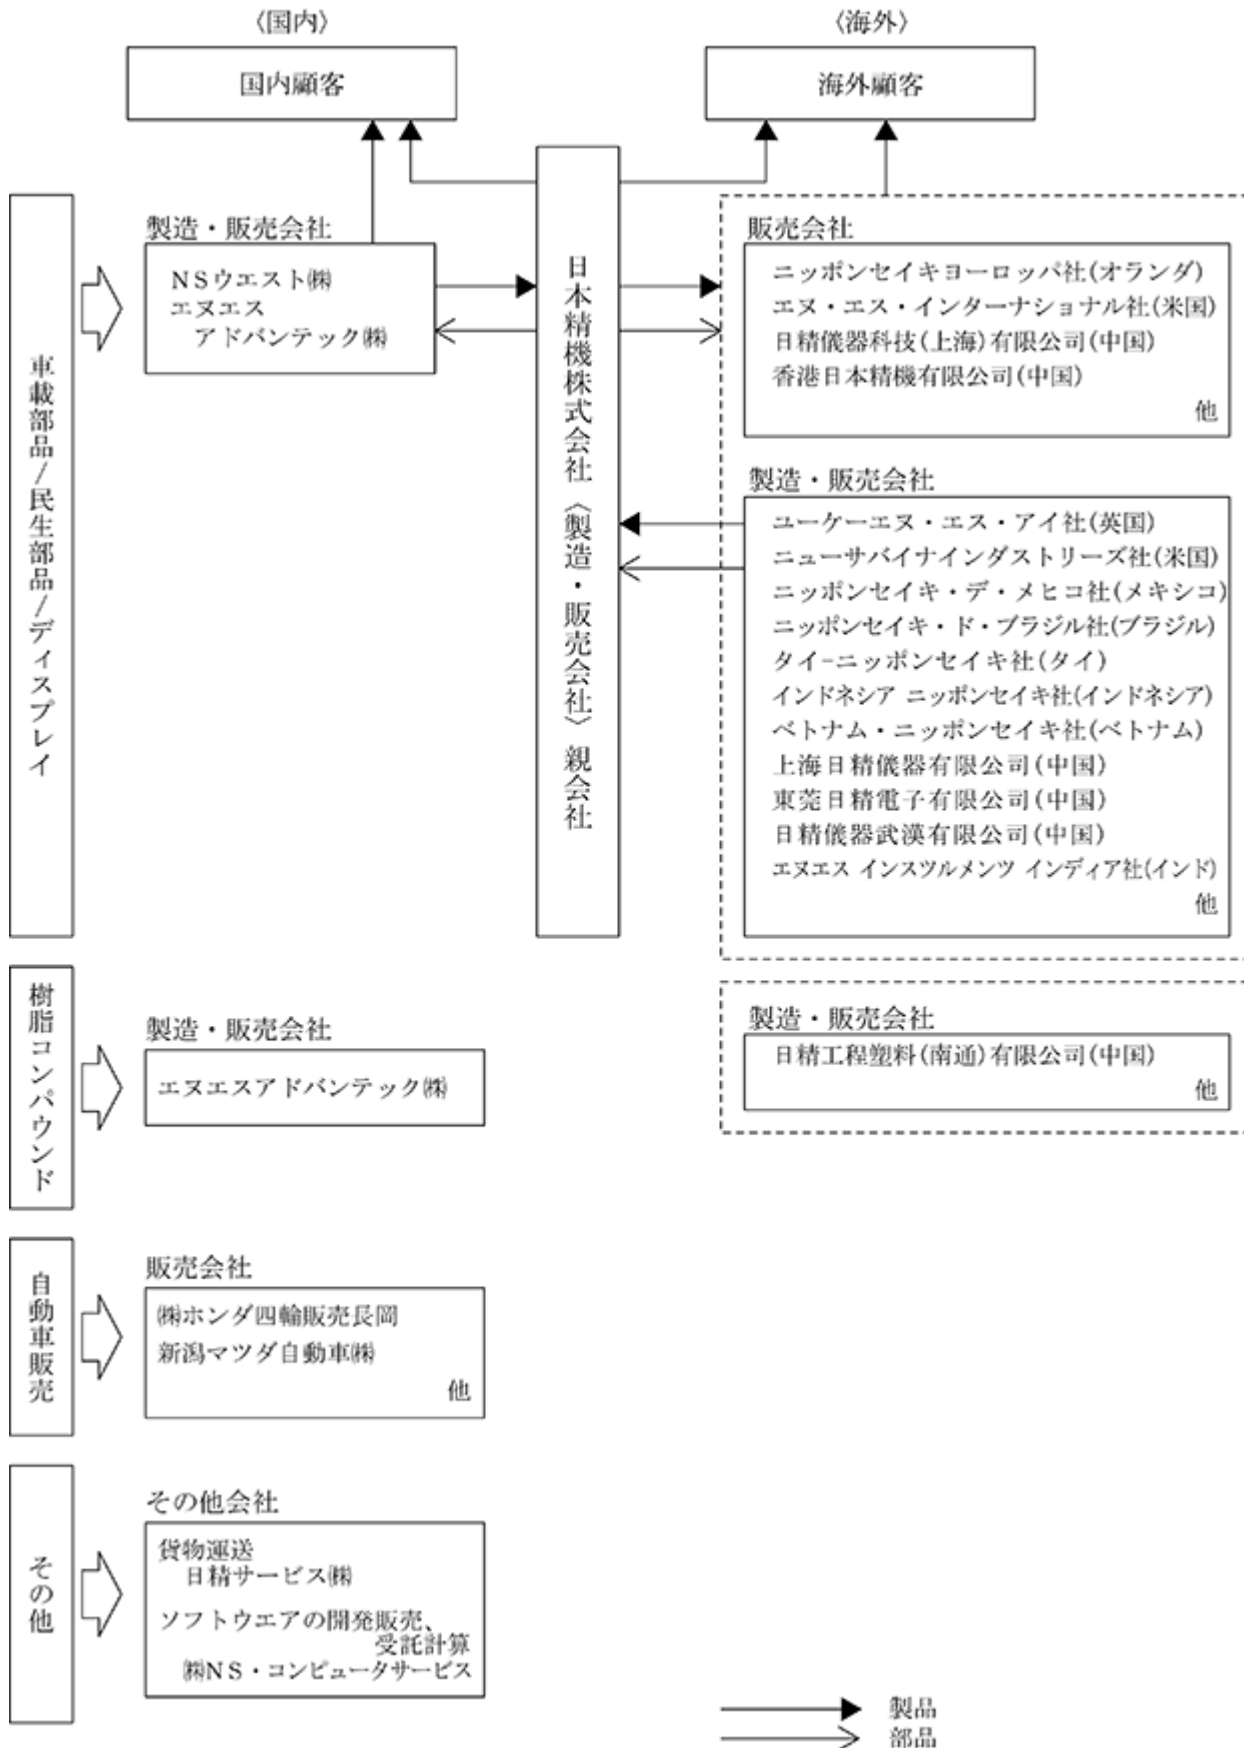 〈国内〉
〈海外〉
国内顧客
海外顧客
車載部品/民生部品/ディスプレイ
製造・販売会社
NSウエスト㈱
エヌエス
アドバンテック㈱
日本精機株式会社〈製造・販売会社〉親会社
販売会社
ニッポンセイキヨーロッパ社(オランダ)
エヌ・エス・インターナショナル社(米国)
日精儀器科技(上海)有限公司(中国)
香港日本精機有限公司(中国)
他
製造・販売会社
ユーケーエヌ・エス・アイ社(英国)
ニューサバイナインダストリーズ社(米国)
ニッポンセイキ・デ・メヒコ社(メキシコ)
ニッポンセイキ・ド・ブラジル社(ブラジル)
タイ-ニッポンセイキ社(タイ)
インドネシア ニッポンセイキ社(インドネシア)
ベトナム・ニッポンセイキ社(ベトナム)
上海日精儀器有限公司(中国)
東莞日精電子有限公司(中国)
日精儀器武漢有限公司(中国)
エヌエス インスツルメンツ インディア社(インド)
他
樹脂コンパウンド
製造・販売会社
エヌエスアドバンテック㈱
製造・販売会社
日精工程塑料(南通)有限公司(中国)
他
自動車販売
販売会社
㈱ホンダ四輪販売長岡
新潟マツダ自動車㈱
他
その他
その他会社
貨物運送
日精サービス㈱
ソフトウエアの開発販売、
受託計算
㈱NS・コンピュータサービス
製品
部品